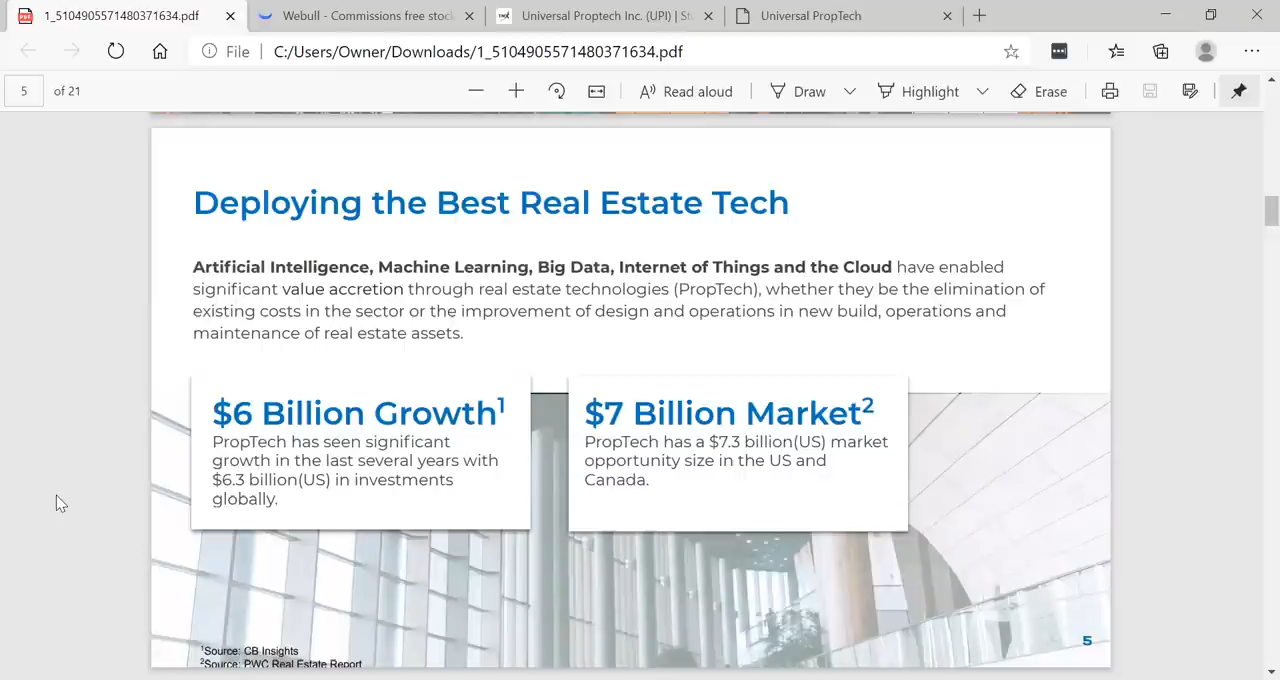 1_5104905571480371634.pdf
Webull - Commissions free stock
Universal Proptech Inc. (UPI) | St
Universal PropTech
File
C:/Users/Owner/Downloads/1_5104905571480371634.pdf
5 of 21
Read aloud
Draw
Highlight
Erase
Deploying the Best Real Estate Tech
Artificial Intelligence, Machine Learning, Big Data, Internet of Things and the Cloud have enabled
significant value accretion through real estate technologies (PropTech), whether they be the elimination of
existing costs in the sector or the improvement of design and operations in new build, operations and
maintenance of real estate assets.
$6 Billion Growth1
PropTech has seen significant
growth in the last several years with
$6.3 billion(US) in investments
globally.
$7 Billion Market2
PropTech has a $7.3 billion(US) market
opportunity size in the US and
Canada.
1Source: CB Insights
2Source: PWC Real Estate Report
5